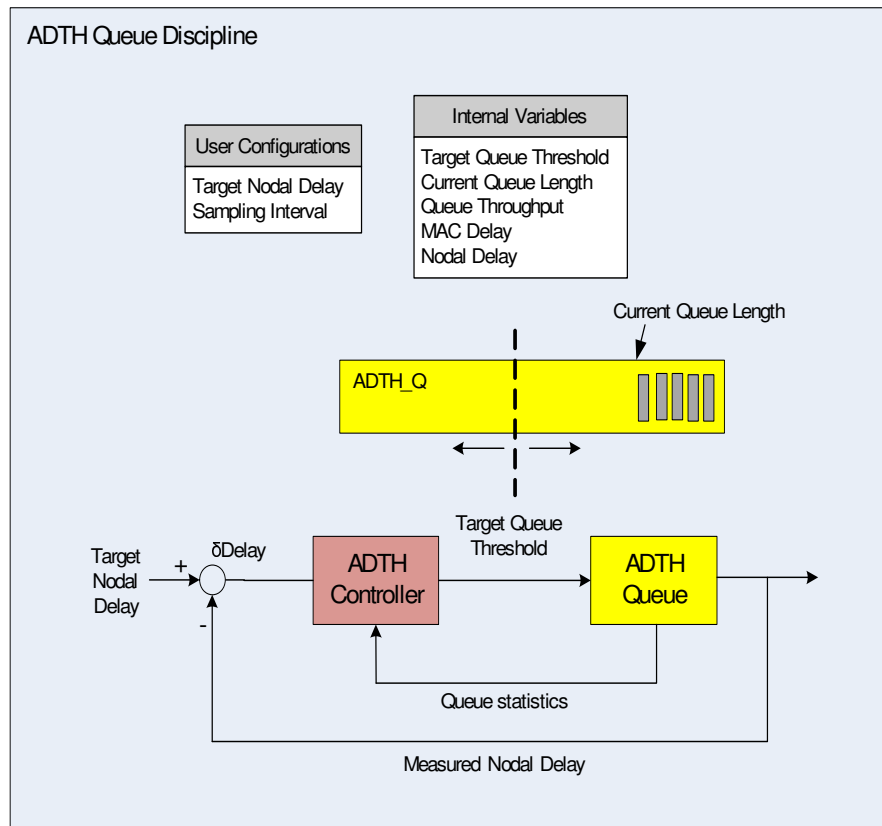 ADTH Queue Discipline
User Configurations
Target Nodal Delay
Sampling Interval
Internal Variables
Target Queue Threshold
Current Queue Length
Queue Throughput
MAC Delay
Nodal Delay
Current Queue Length
ADTH_Q
Target Queue
Threshold
Target
Nodal
Delay
+
-
δDelay
ADTH
Controller
ADTH
Queue
Queue statistics
Measured Nodal Delay